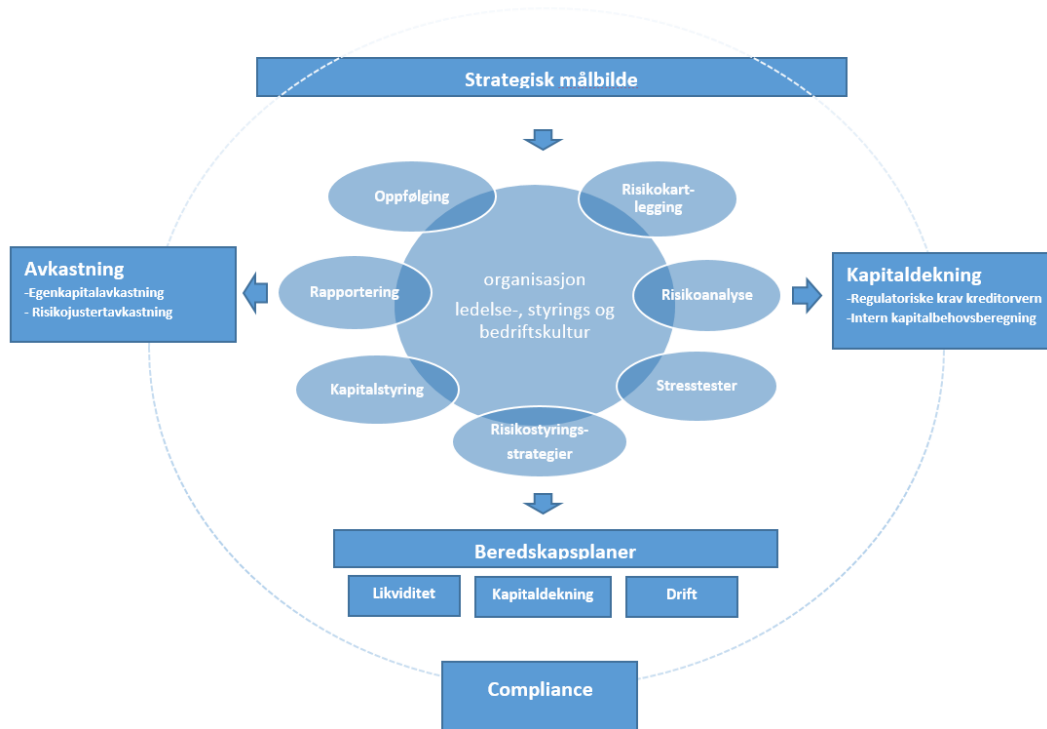 Strategisk målbilde
Oppfølging
Risikokart-
legging
Avkastning
-Egenkapitalavkastning
- Risikojustertavkastning
Rapportering
organisasjon
ledelse-, styrings og
bedriftskultur
Risikoanalyse
Kapitaldekning
-Regulatoriske krav kreditorvern
-Intern kapitalbehovsberegning
Kapitalstyring
Stresstester
Risikostyrings-
strategier
Beredskapsplaner
Likviditet
Kapitaldekning
Drift
Compliance